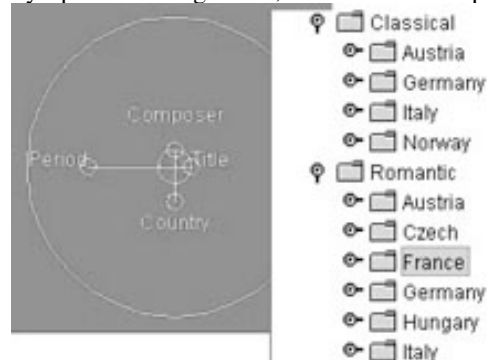 Composer
Period
Title
Country
Classical
Austria
Germany
Italy
Norway
Romantic
Austria
Czech
France
Germany
Hungary
Italy